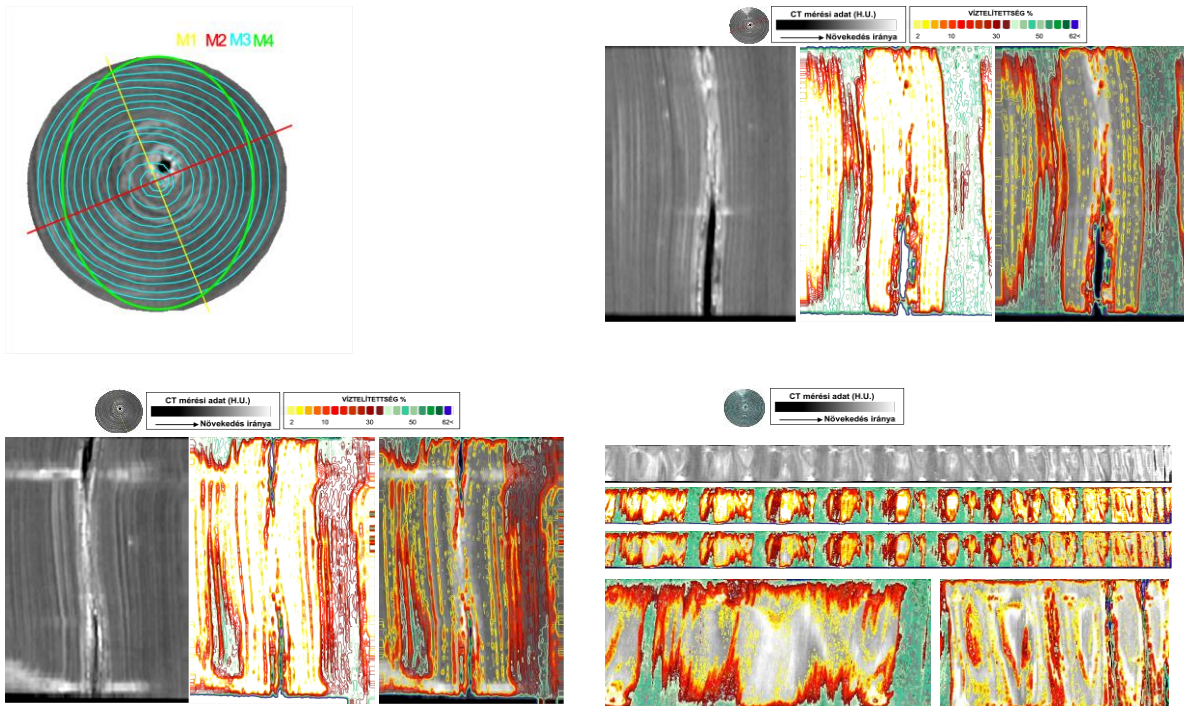 M1 M2 M3 M4
CT mérési adat (H.U.)
Növekedés iránya
VÍZTELÍTETTSÉG %
2 10 30 50 62<
CT mérési adat (H.U.)
Növekedés iránya
VÍZTELÍTETTSÉG %
2 10 30 50 62<
CT mérési adat (H.U.)
Növekedés iránya